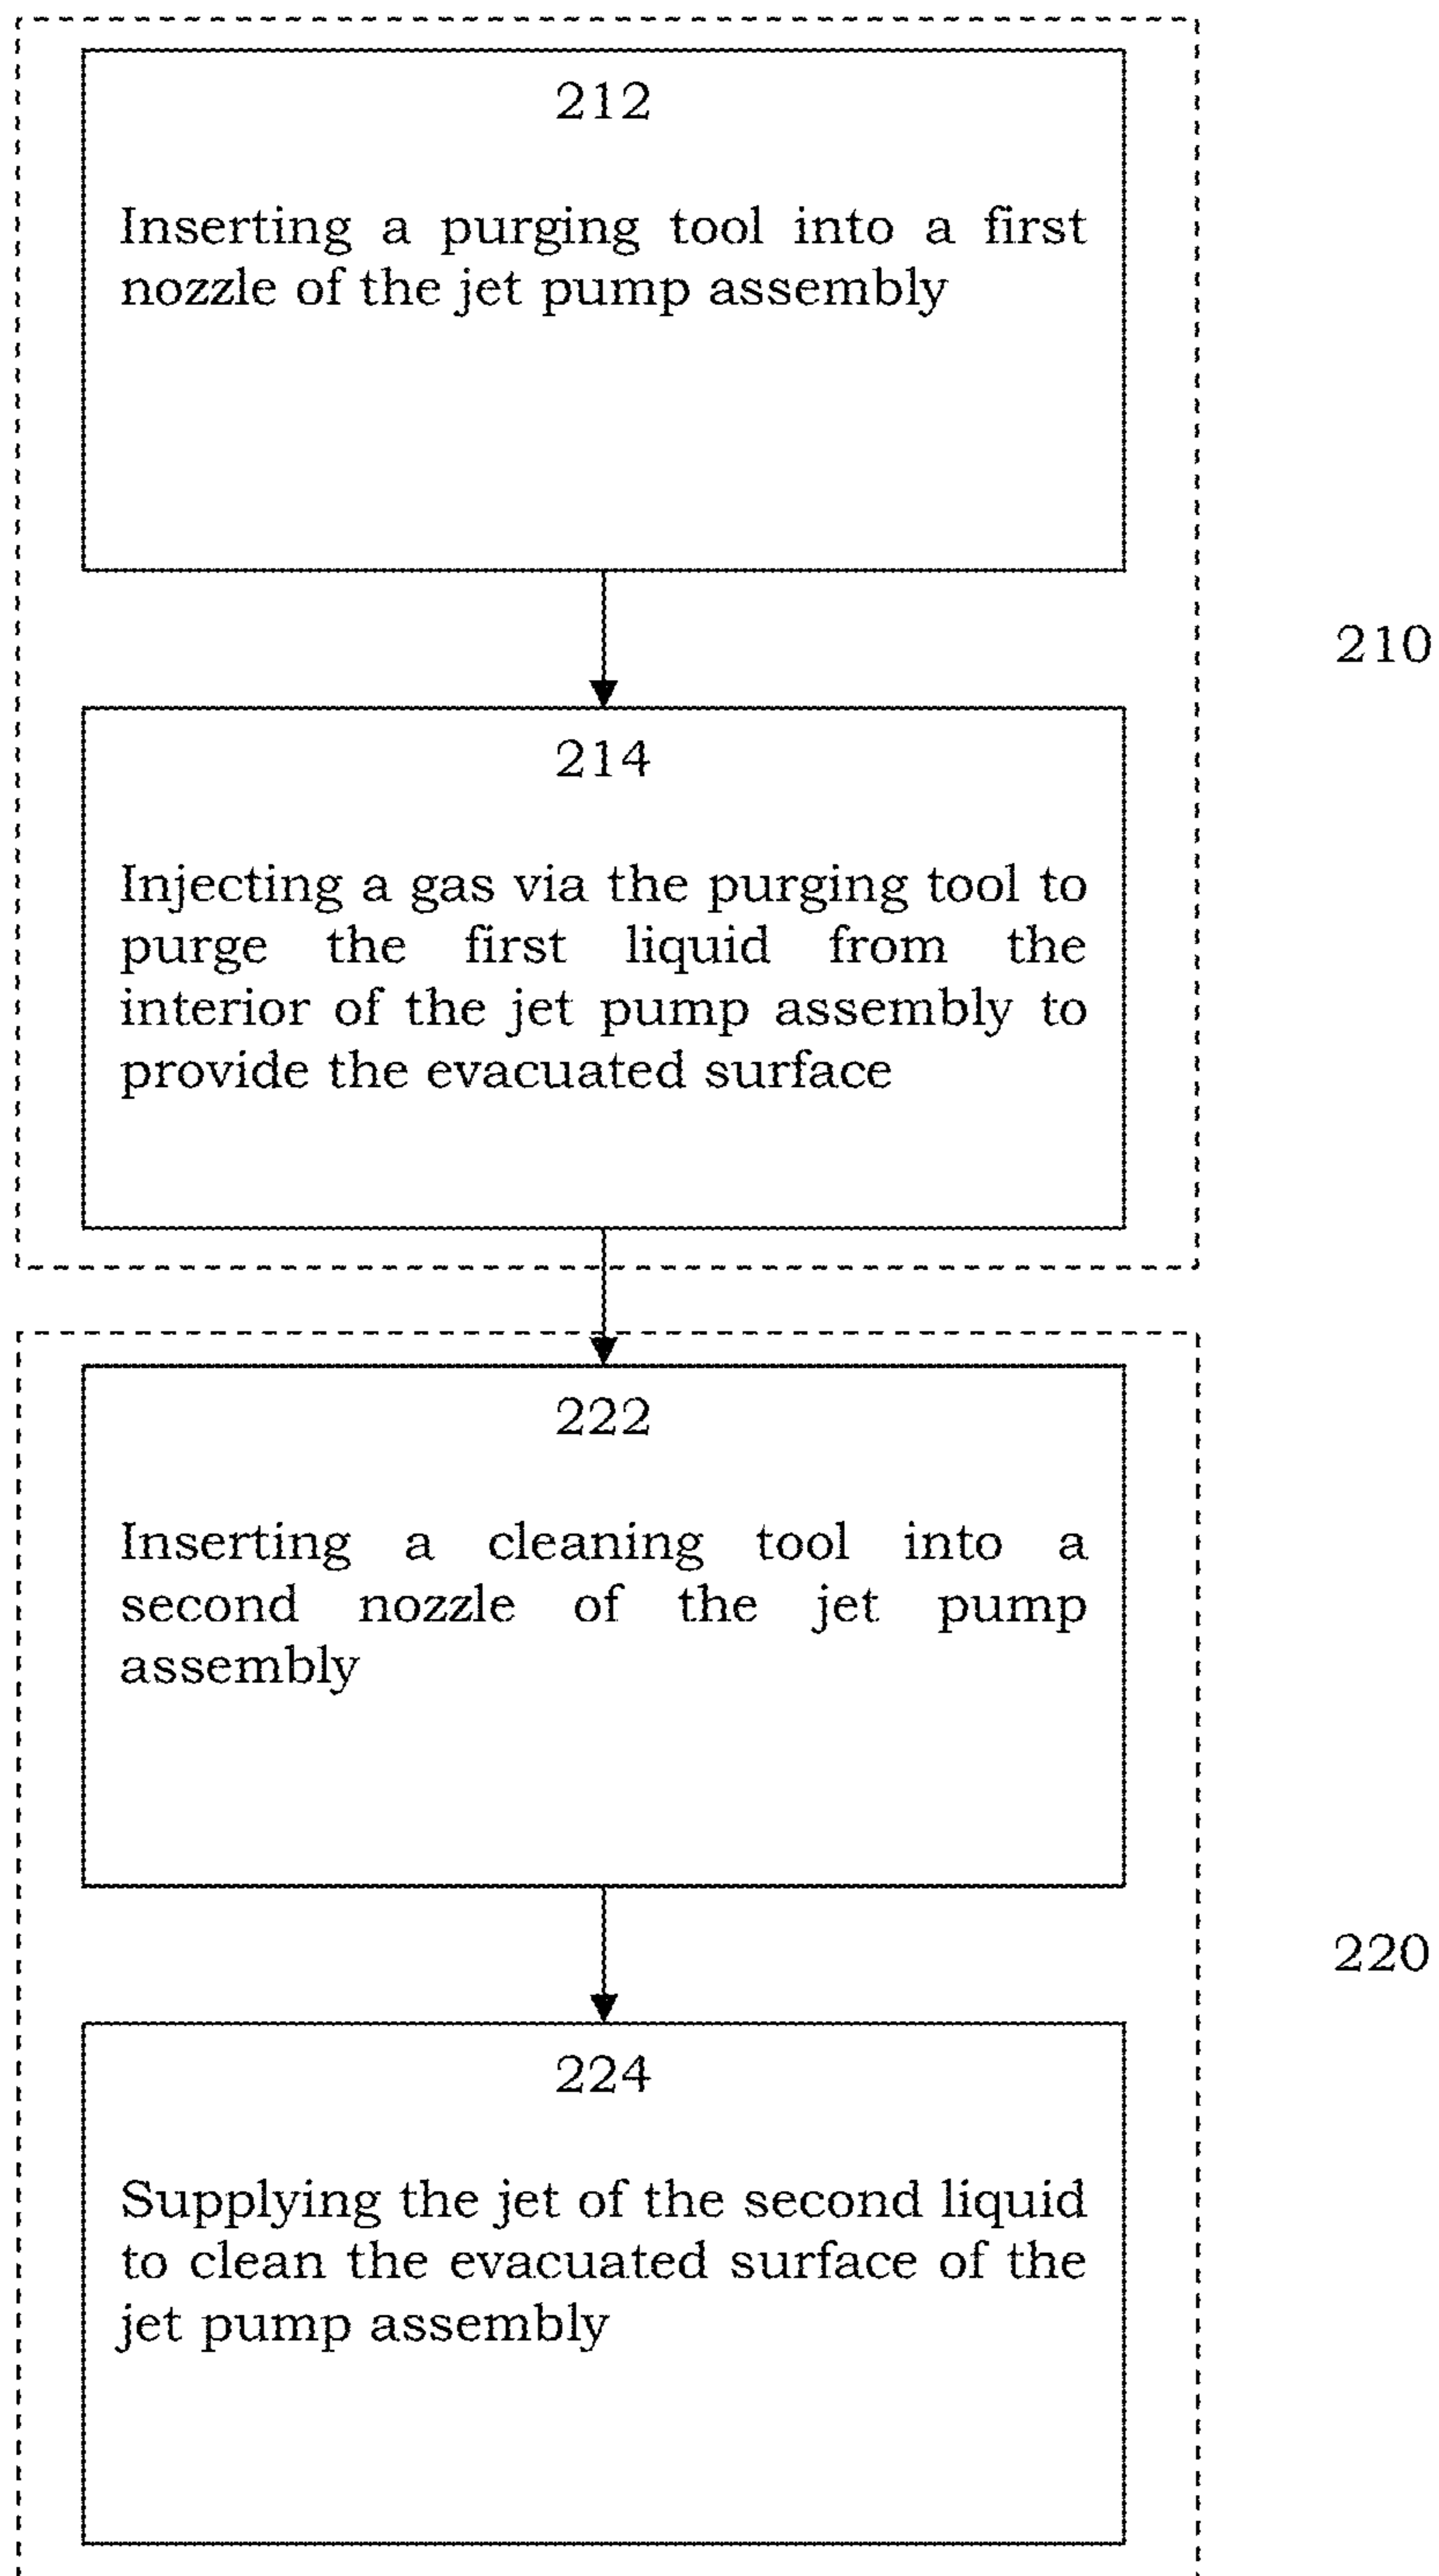 212
Inserting a purging tool into a first
nozzle of the jet pump assembly
210
214
Injecting a gas via the purging tool to
purge the first liquid from the
interior of the jet pump assembly to
provide the evacuated surface
222
Inserting a cleaning tool into a
second nozzle of the jet pump
assembly
220
224
Supplying the jet of the second liquid
to clean the evacuated surface of the
jet pump assembly